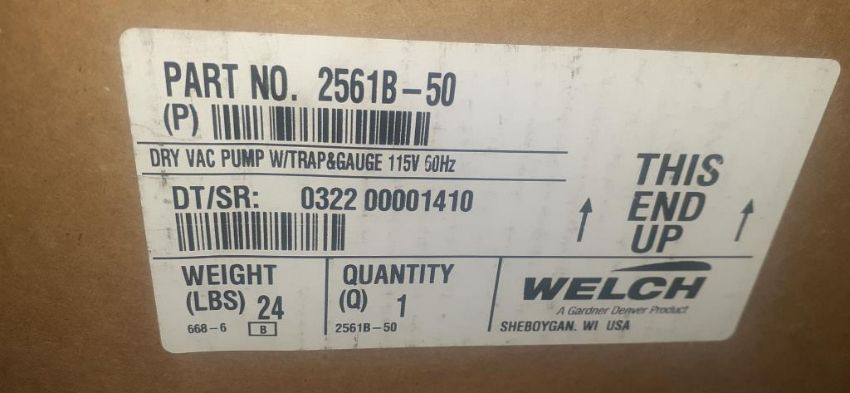 PART NO. 2561B-50
(P)
DRY VAC PUMP W/TRAP&GAUGE 115V 60Hz
DT/SR: 0322 00001410
THIS
END
UP
WEIGHT
(LBS) 24
668-6 B
QUANTITY
(Q) 1
2561B-50
WELCH
A Gardner Denver Product
SHEBOYGAN. WI USA